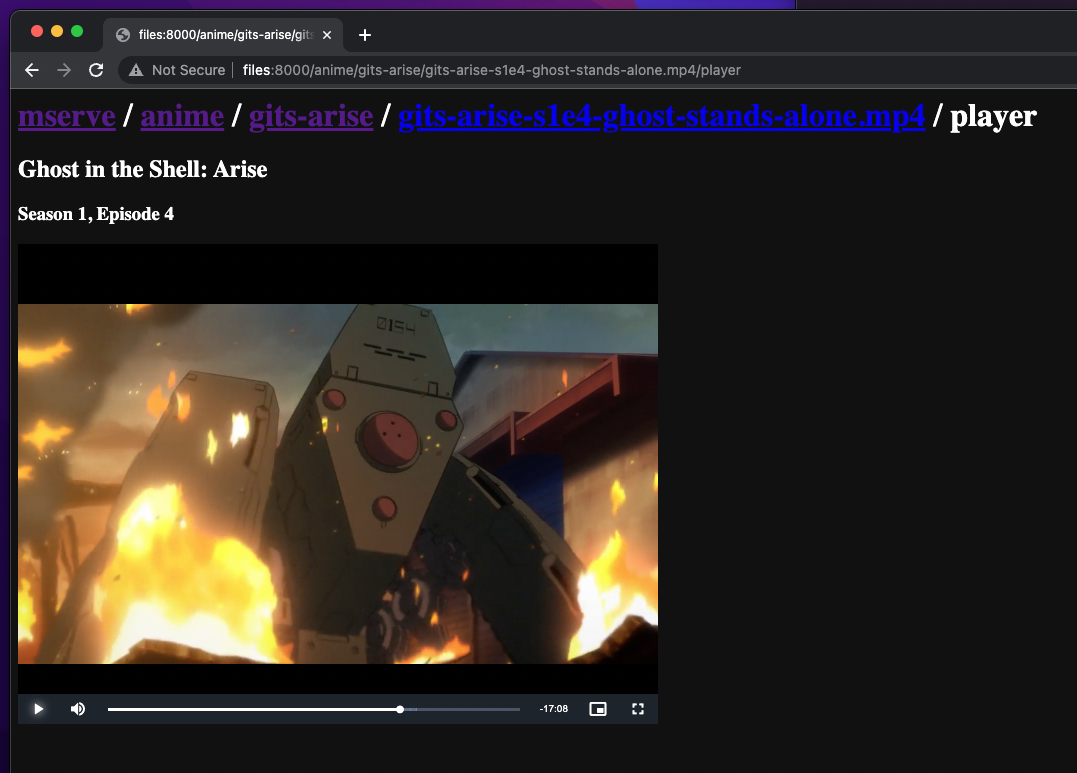 files:8000/anime/gits-arise/gits
Not Secure files:8000/anime/gits-arise/gits-arise-s1e4-ghost-stands-alone.mp4/player
mserve / anime / gits-arise / gits-arise-s1e4-ghost-stands-alone.mp4 / player
Ghost in the Shell: Arise
Season 1, Episode 4
0154
-17:08